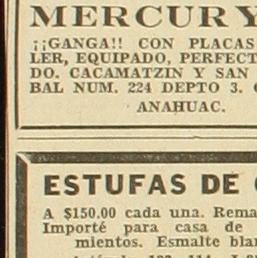 MERCURY
¡¡GANGA!! CON PLACAS
LER, EQUIPADO, PERFECT
DO. CACAMATZIN Y SAN
BAL NUM. 224 DEPTO 3.
ANAHUAC.
ESTUFAS DE
A $150.00 cada una. Rema
Importé para casa de
mientos. Esmalte blan